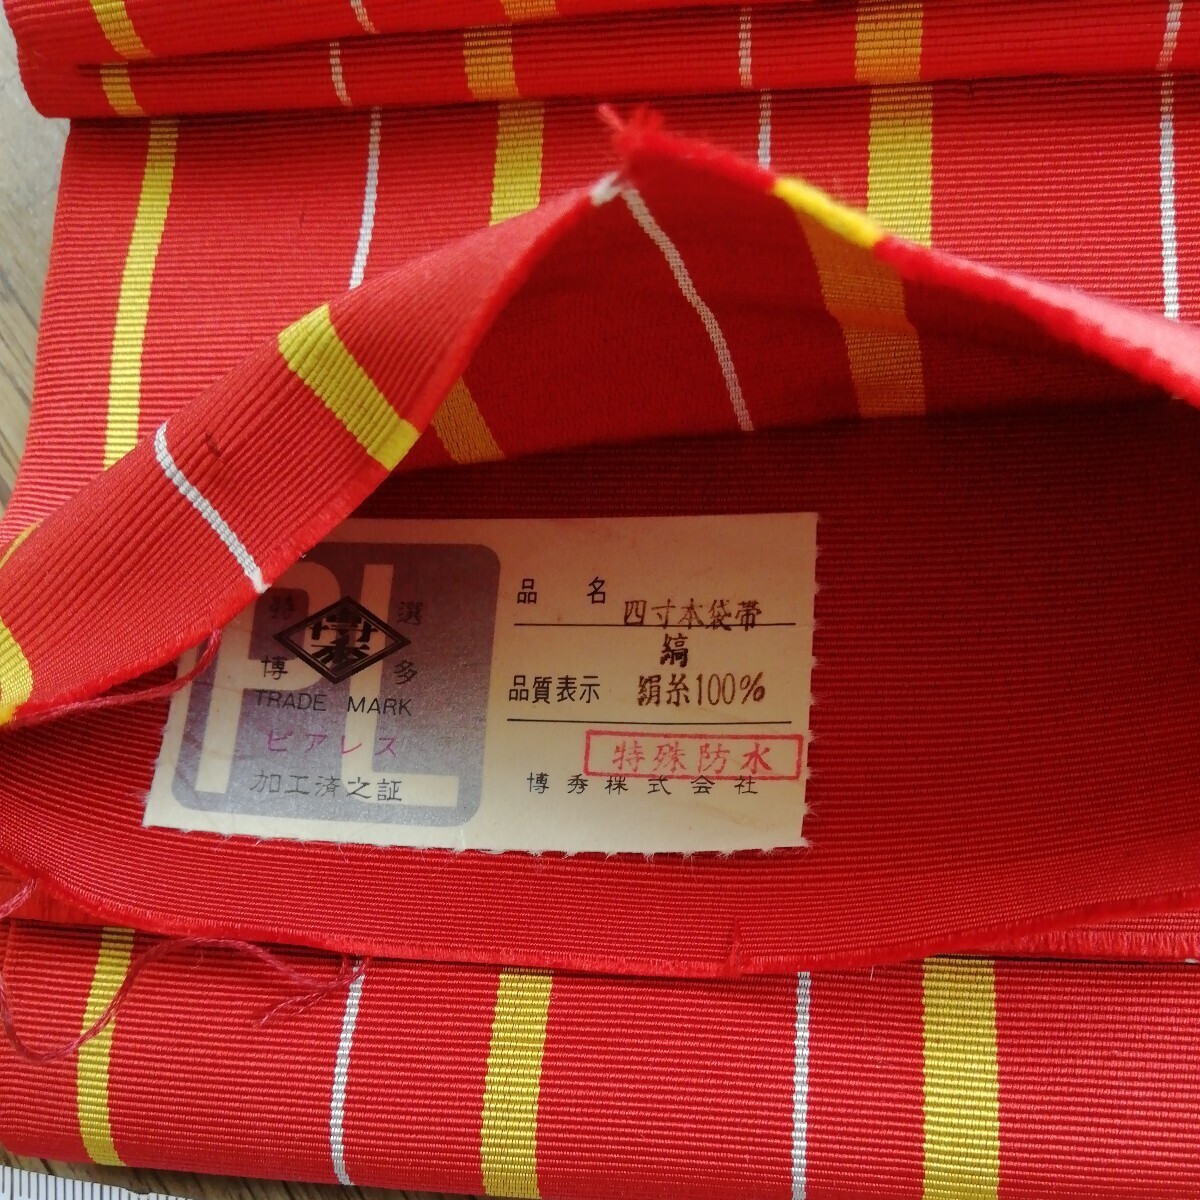 PL
特選
博秀
博多
TRADE MARK
ピアレス
加工済之証
品名 四寸本袋帯
縞
品質表示 絹糸100%
特殊防水
博秀株式会社